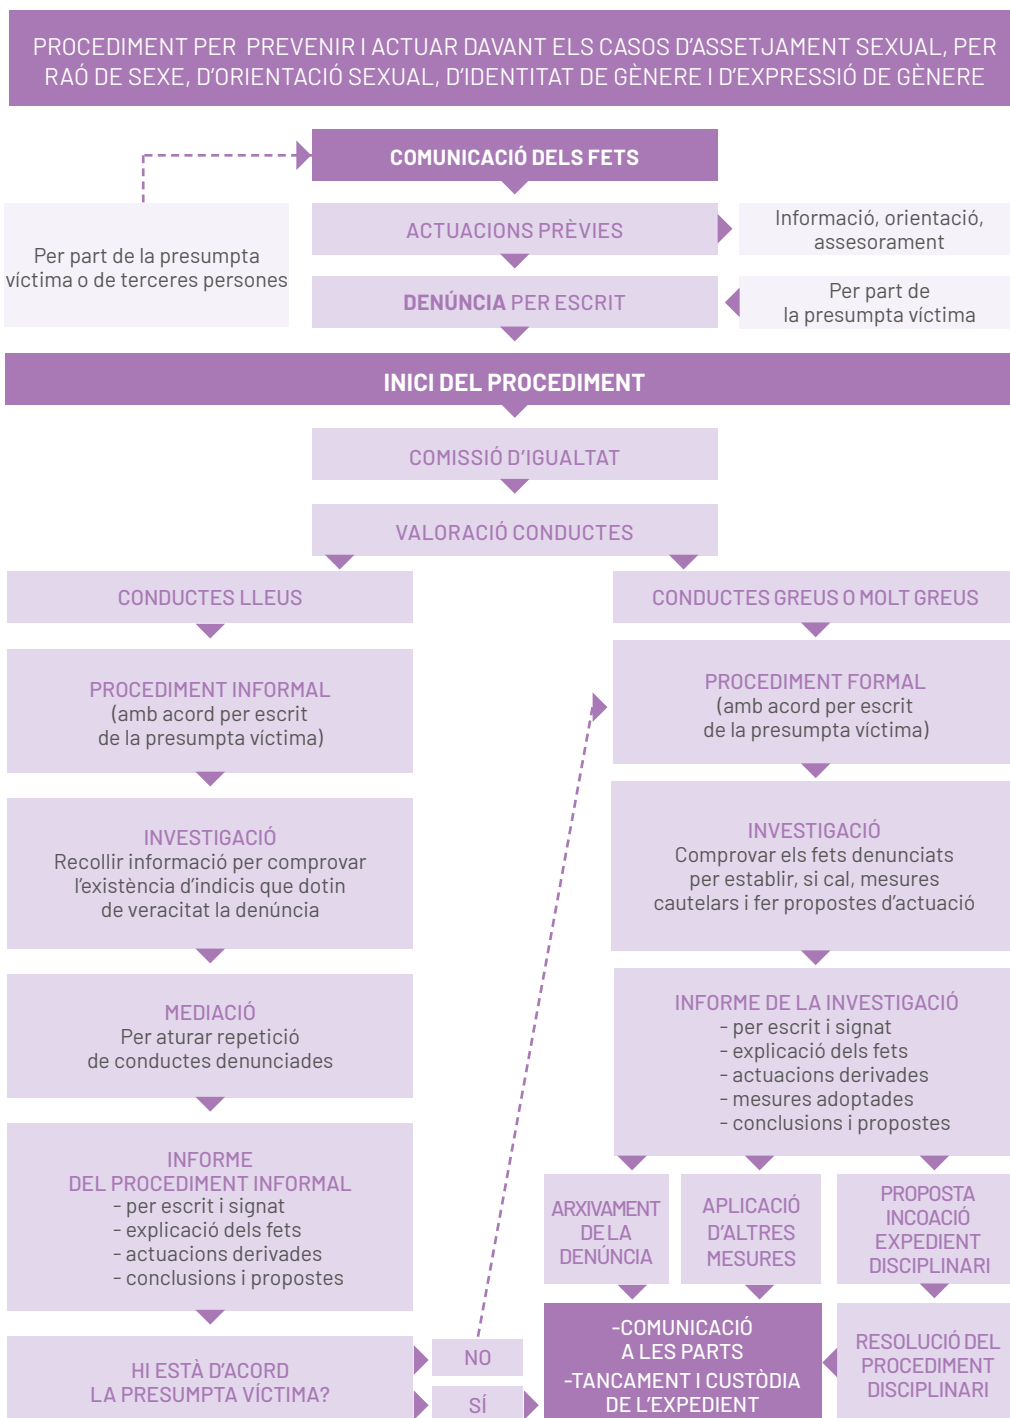 PROCEDIMENT PER PREVENIR I ACTUAR DAVANT ELS CASOS D'ASSETJAMENT SEXUAL, PER
RAÓ DE SEXE, D'ORIENTACIÓ SEXUAL, D'IDENTITAT DE GÈNERE I D'EXPRESSIÓ DE GÈNERE
COMUNICACIÓ DELS FETS
Per part de la presumpta
víctima o de terceres persones
ACTUACIONS PRÈVIES
Informació, orientació,
assesorament
DENÚNCIA PER ESCRIT
Per part de
la presumpta víctima
INICI DEL PROCEDIMENT
COMISSIÓ D'IGUALTAT
VALORACIÓ CONDUCTES
CONDUCTES LLEUS
PROCEDIMENT INFORMAL
(amb acord per escrit
de la presumpta víctima)
INVESTIGACIÓ
Recollir informació per comprovar
l'existència d'indicis que dotin
de veracitat la denúncia
MEDIACIÓ
Per aturar repetició
de conductes denunciades
INFORME
DEL PROCEDIMENT INFORMAL
- per escrit i signat
- explicació dels fets
- actuacions derivades
- conclusions i propostes
HI ESTÀ D'ACORD
LA PRESUMPTA VÍCTIMA?
NO
SÍ
CONDUCTES GREUS O MOLT GREUS
PROCEDIMENT FORMAL
(amb acord per escrit
de la presumpta víctima)
INVESTIGACIÓ
Comprovar els fets denunciats
per establir, si cal, mesures
cautelars i fer propostes d'actuació
INFORME DE LA INVESTIGACIÓ
- per escrit i signat
- explicació dels fets
- actuacions derivades
- mesures adoptades
- conclusions i propostes
ARXIVAMENT
DE LA
DENÚNCIA
APLICACIÓ
D'ALTRES
MESURES
PROPOSTA
INCOACIÓ
EXPEDIENT
DISCIPLINARI
-COMUNICACIÓ
A LES PARTS
-TANCAMENT I CUSTÒDIA
DE L'EXPEDIENT
RESOLUCIÓ DEL
PROCEDIMENT
DISCIPLINARI